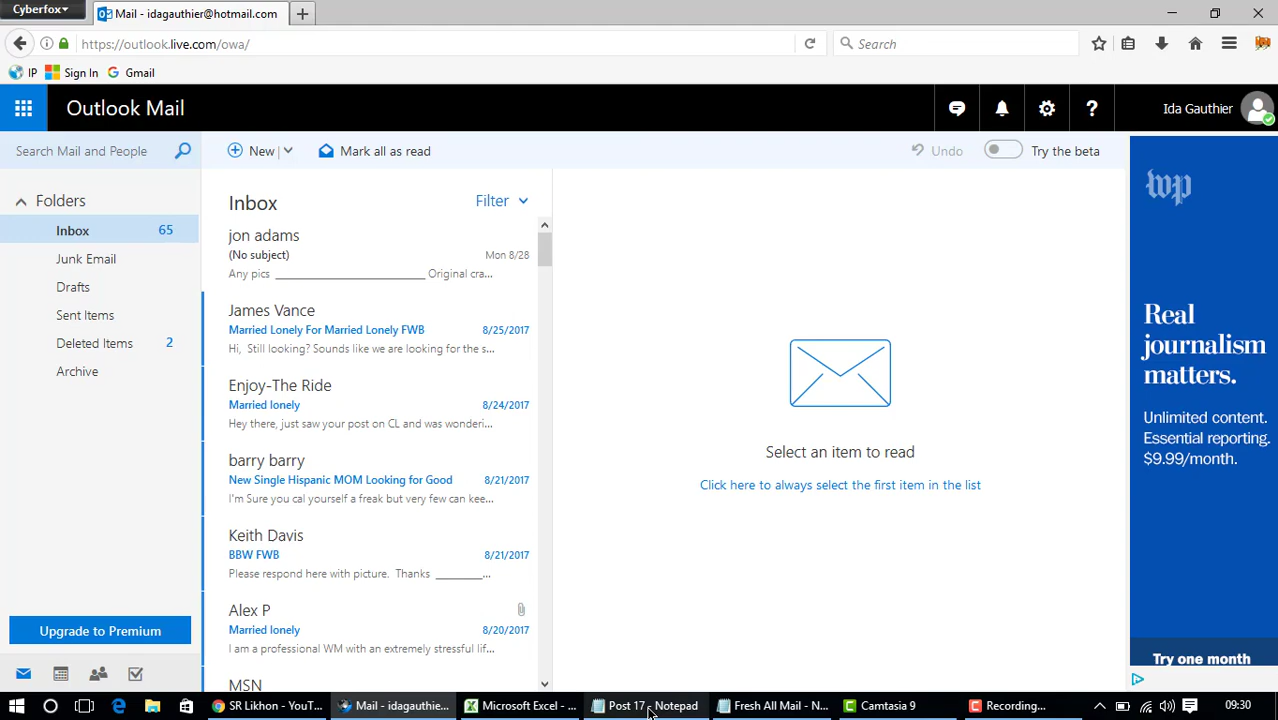 Cyberfox
Mail - idagauthier@hotmail.com
https://outlook.live.com/owa/
Search
IP Sign In Gmail
Outlook Mail
Ida Gauthier
Search Mail and People
New
Mark all as read
Undo
Try the beta
Folders
Inbox 65
Junk Email
Drafts
Sent Items
Deleted Items 2
Archive
Upgrade to Premium
Inbox
Filter
jon adams
(No subject) Mon 8/28
Any pics ________________________ Original cra...
James Vance
Married Lonely For Married Lonely FWB 8/25/2017
Hi, Still looking? Sounds like we are looking for the s...
Enjoy-The Ride
Married lonely 8/24/2017
Hey there, just saw your post on CL and was wonderi...
barry barry
New Single Hispanic MOM Looking for Good 8/21/2017
I'm Sure you cal yourself a freak but very few can kee...
Keith Davis
BBW FWB 8/21/2017
Please respond here with picture. Thanks ________...
Alex P
Married lonely 8/20/2017
I am a professional WM with an extremely stressful lif...
MSN
Select an item to read
Click here to always select the first item in the list
wp
Real
journalism
matters.
Unlimited content.
Essential reporting.
$9.99/month.
Try one month
SR Likhon - YouT...
Mail - idagauthie...
Microsoft Excel - ...
Post 17 - Notepad
Fresh All Mail - N...
Camtasia 9
Recording...
09:30